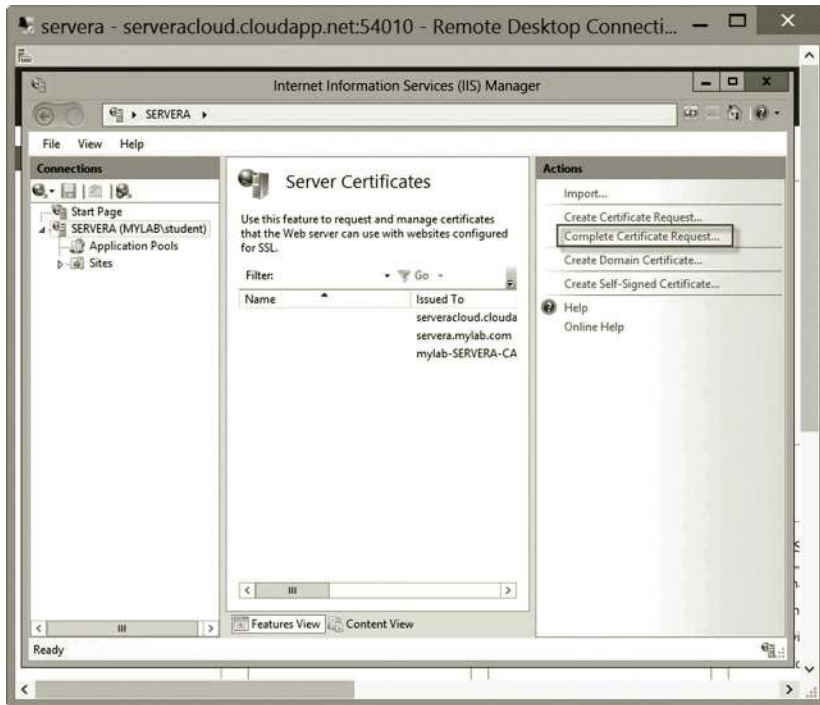 servera - serveracloud.cloudapp.net:54010 - Remote Desktop Connecti...
Internet Information Services (IIS) Manager
SERVERA
File View Help
Connections
Start Page
SERVERA (MYLAB\student)
Application Pools
Sites
Server Certificates
Use this feature to request and manage certificates
that the Web server can use with websites configured
for SSL.
Filter: Go
Name Issued To
serveracloud.clouda
servera.mylab.com
mylab-SERVERA-CA
Features View Content View
Actions
Import...
Create Certificate Request...
Complete Certificate Request...
Create Domain Certificate...
Create Self-Signed Certificate...
Help
Online Help
Ready